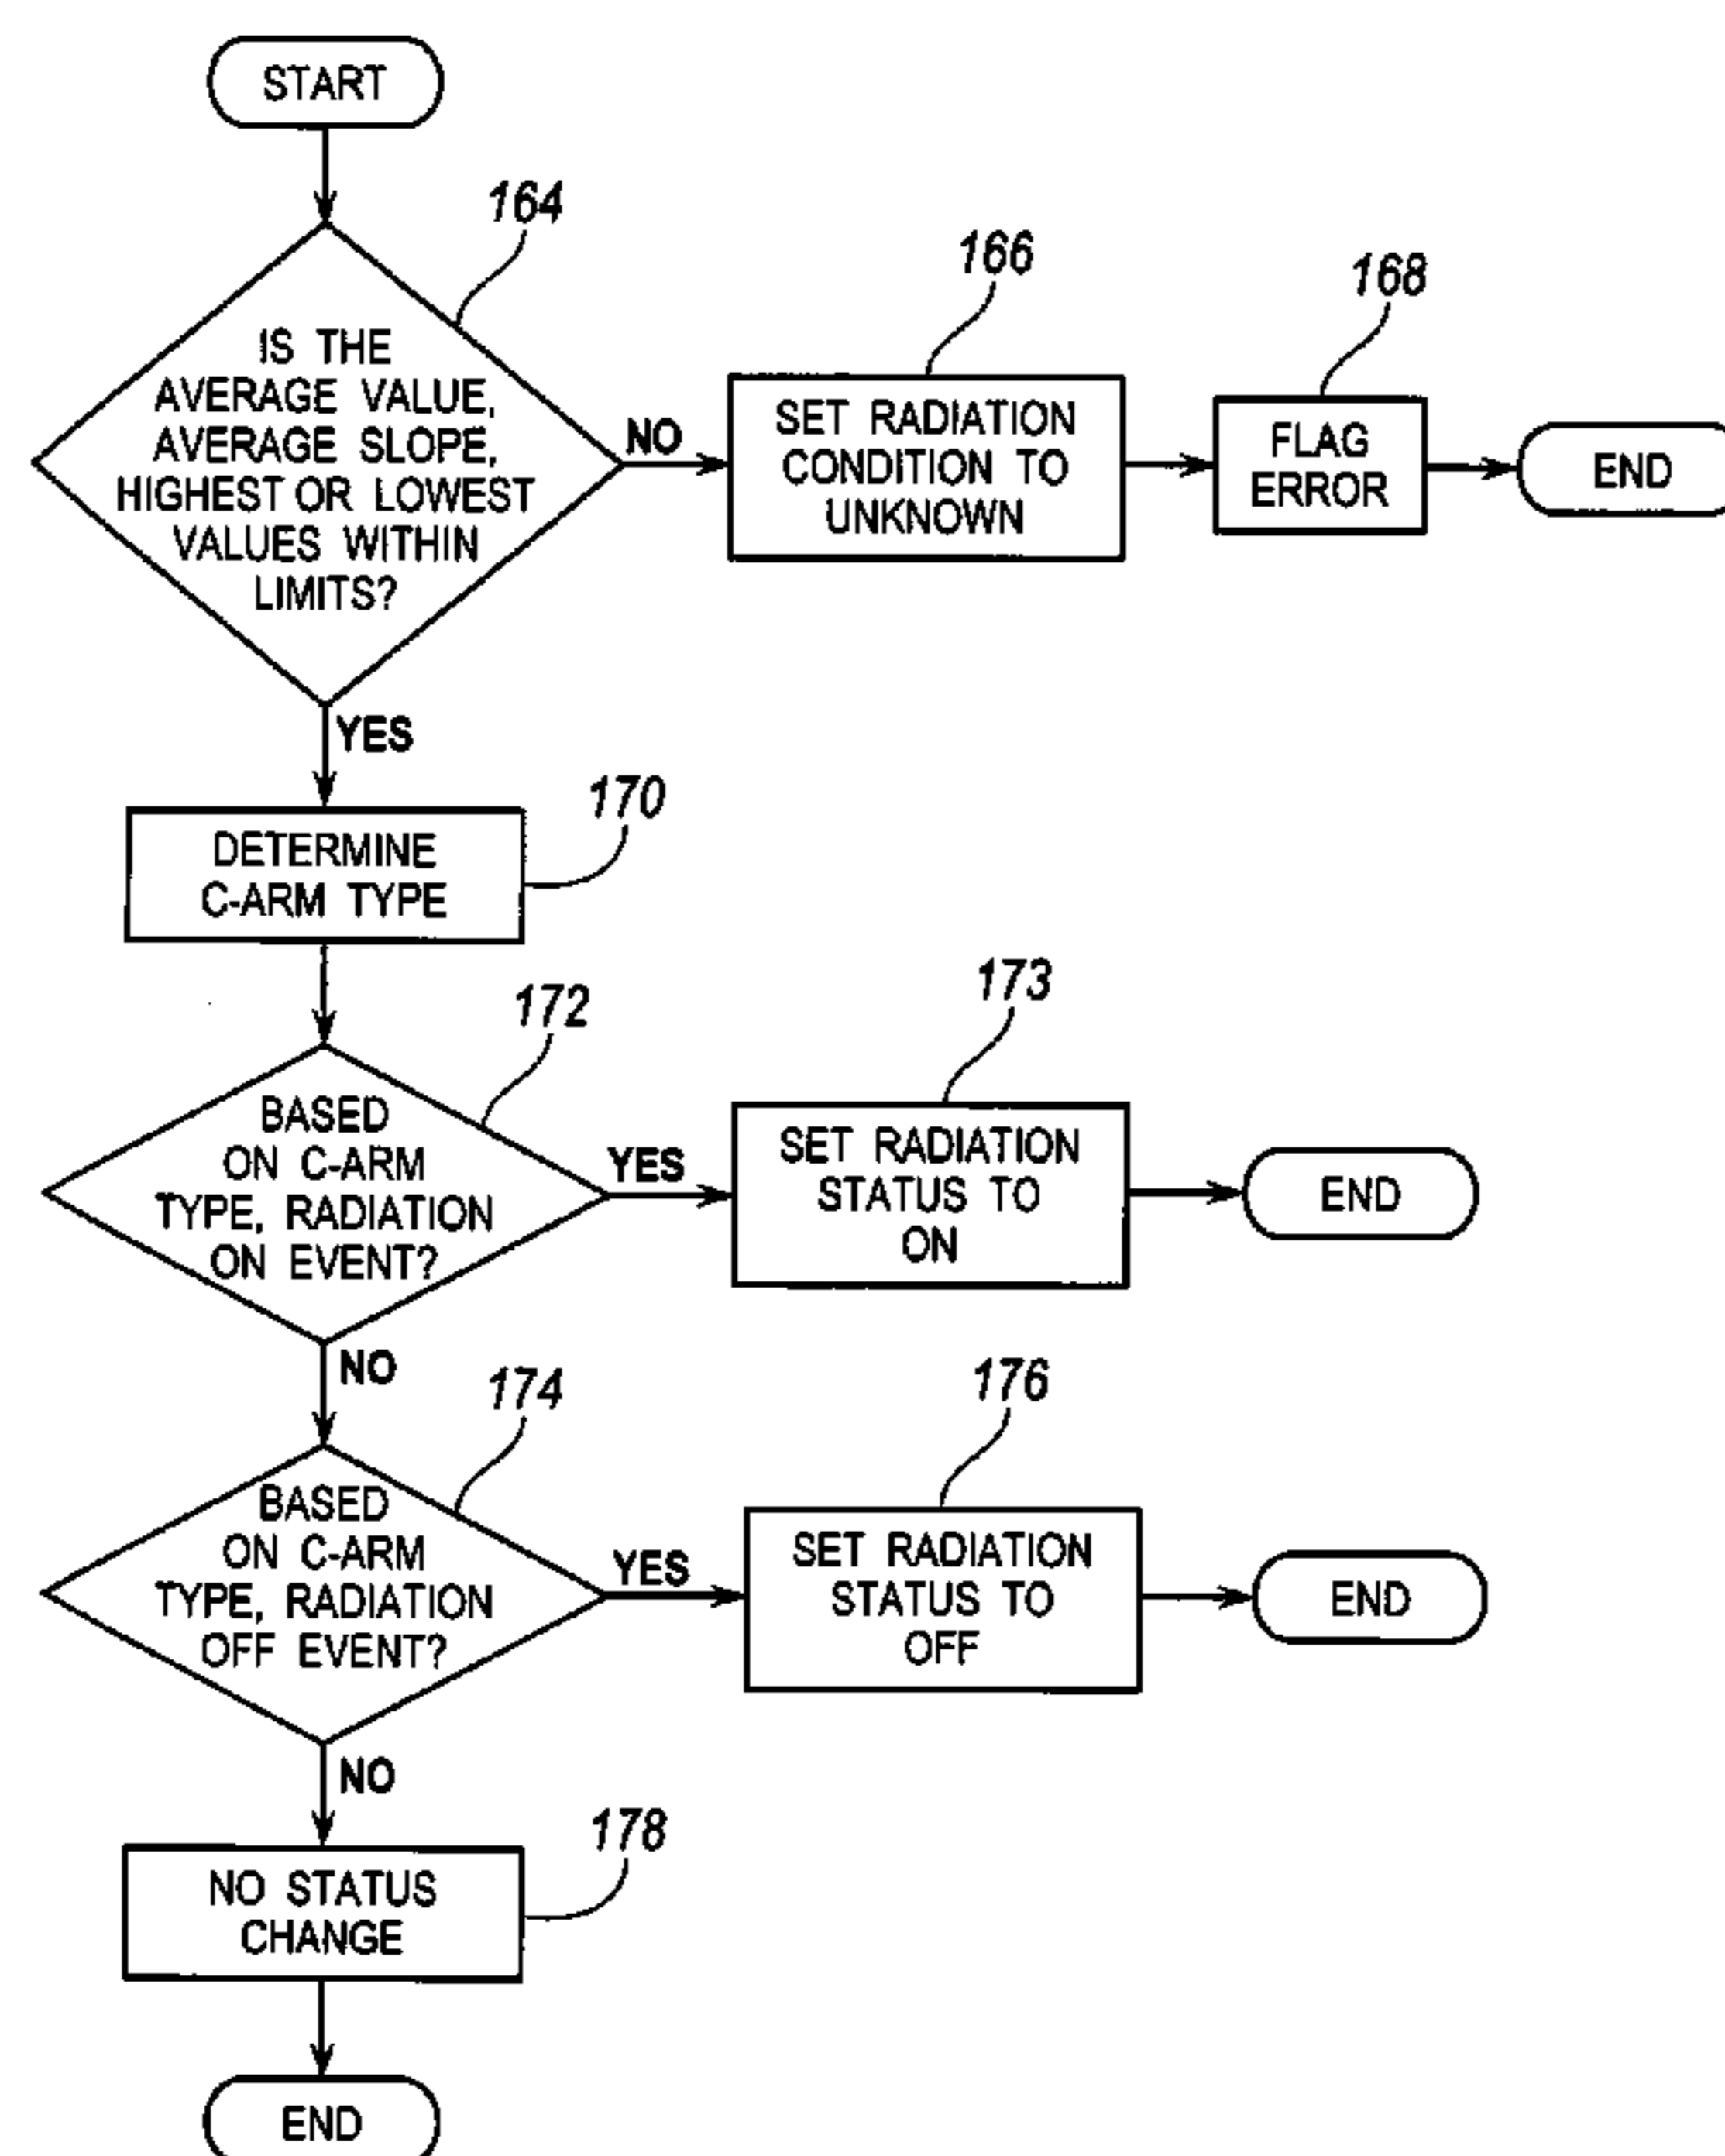 START
164
IS THE
AVERAGE VALUE,
AVERAGE SLOPE,
HIGHEST OR LOWEST
VALUES WITHIN
LIMITS?
NO
166
SET RADIATION
CONDITION TO
UNKNOWN
168
FLAG
ERROR
END
YES
170
DETERMINE
C-ARM TYPE
172
BASED
ON C-ARM
TYPE, RADIATION
ON EVENT?
YES
173
SET RADIATION
STATUS TO
ON
END
NO
174
BASED
ON C-ARM
TYPE, RADIATION
OFF EVENT?
YES
176
SET RADIATION
STATUS TO
OFF
END
NO
178
NO STATUS
CHANGE
END